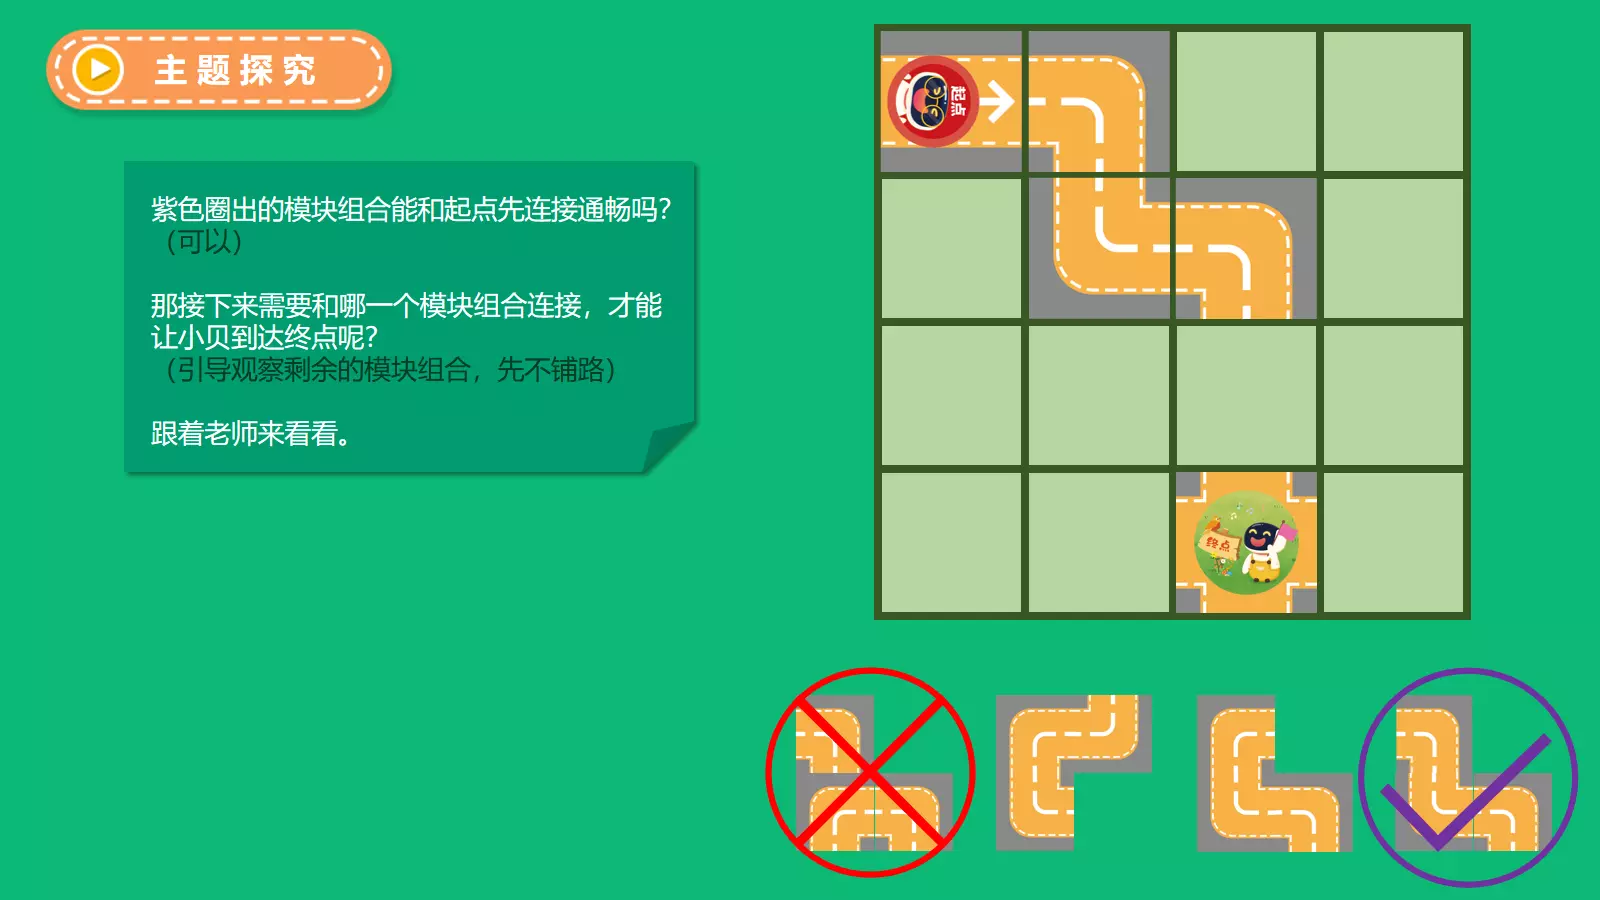 主题探究
起点
紫色圈出的模块组合能和起点先连接通畅吗？
（可以）
那接下来需要和哪一个模块组合连接，才能
让小贝到达终点呢？
（引导观察剩余的模块组合，先不铺路）
跟着老师来看看。
终点